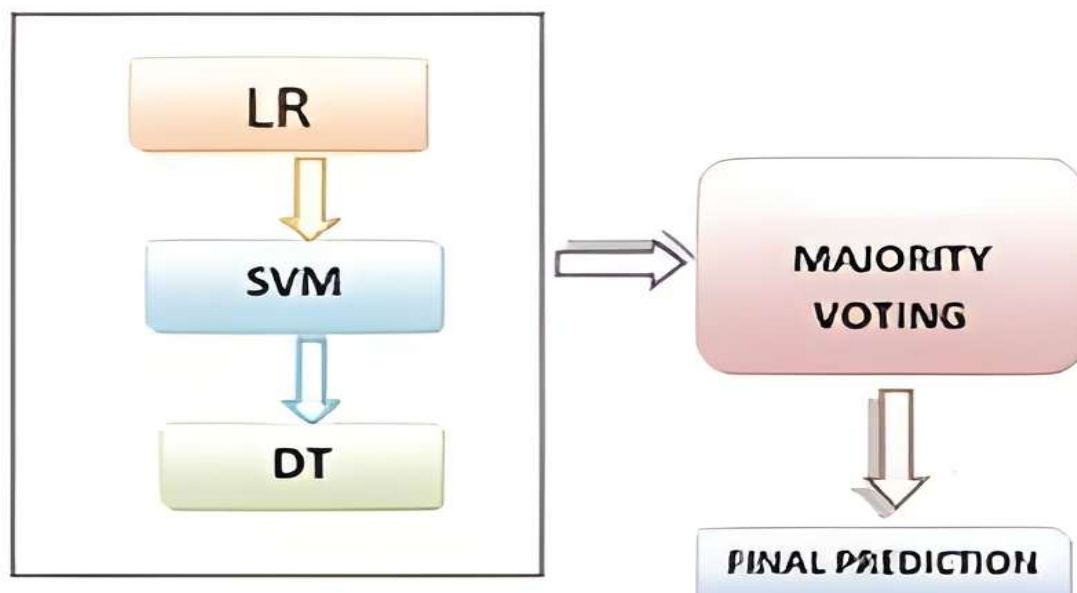 LR
SVM
DT
MAJORITY
VOTING
FINAL PREDICTION